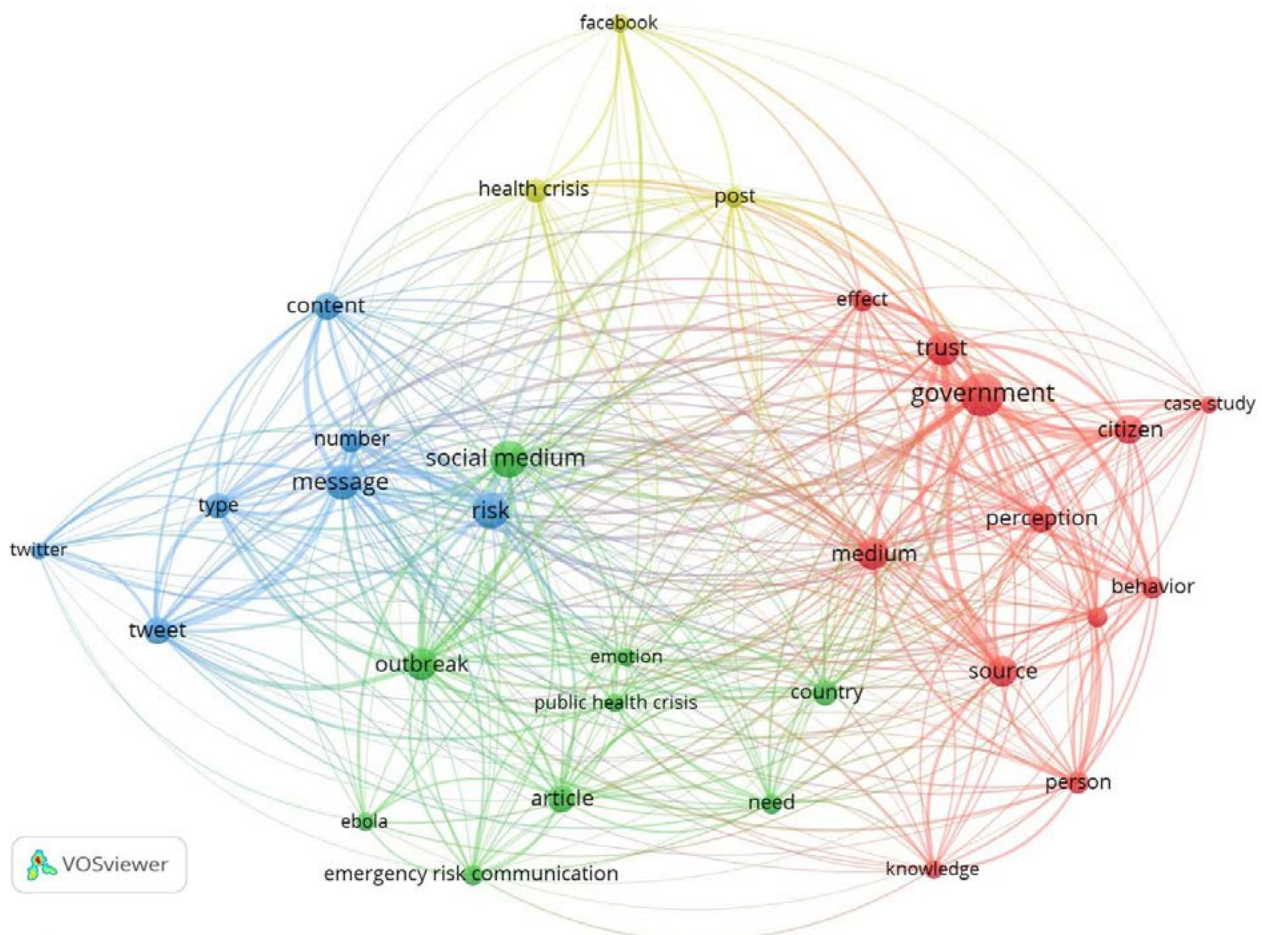 facebook
health crisis
post
content
effect
trust
government
case study
citizen
number
social medium
message
risk
type
perception
twitter
medium
behavior
tweet
outbreak
emotion
source
country
public health crisis
person
article
need
ebola
VOSviewer
emergency risk communication
knowledge